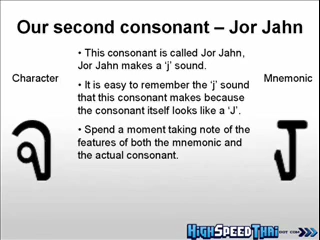 Our second consonant – Jor Jahn
Character
• This consonant is called Jor Jahn,
Jor Jahn makes a 'j' sound.
• It is easy to remember the 'j' sound
that this consonant makes because
the consonant itself looks like a 'J'.
• Spend a moment taking note of the
features of both the mnemonic and
the actual consonant.
Mnemonic
จ
J
HIGHSPEEDTHAI